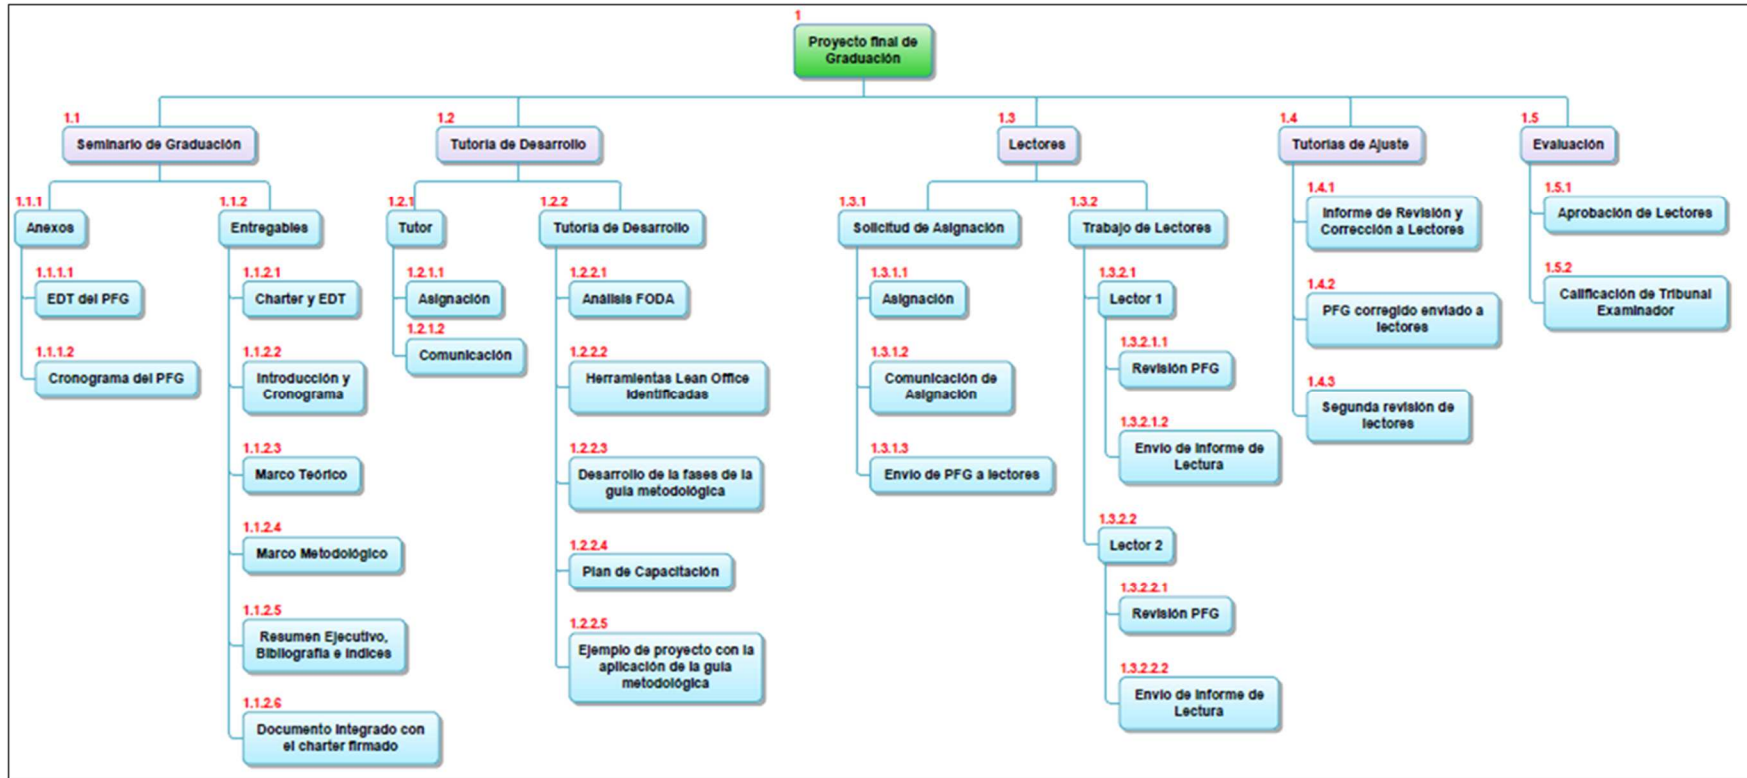 1
Proyecto final de
Graduación
1.1
Seminario de Graduación
1.1.1
Anexos
1.1.1.1
EDT del PFG
1.1.1.2
Cronograma del PFG
1.1.2
Entregables
1.1.2.1
Charter y EDT
1.1.2.2
Introducción y
Cronograma
1.1.2.3
Marco Teórico
1.1.2.4
Marco Metodológico
1.1.2.5
Resumen Ejecutivo,
Bibliografía e índices
1.1.2.6
Documento Integrado con
el charter firmado
1.2
Tutoría de Desarrollo
1.2.1
Tutor
1.2.1.1
Asignación
1.2.1.2
Comunicación
1.2.2
Tutoría de Desarrollo
1.2.2.1
Análisis FODA
1.2.2.2
Herramientas Lean Office
identificadas
1.2.2.3
Desarrollo de la fases de la
guía metodológica
1.2.2.4
Plan de Capacitación
1.2.2.5
Ejemplo de proyecto con la
aplicación de la guía
metodológica
1.3
Lectores
1.3.1
Solicitud de Asignación
1.3.1.1
Asignación
1.3.1.2
Comunicación de
Asignación
1.3.1.3
Envío de PFG a lectores
1.3.2
Trabajo de Lectores
1.3.2.1
Lector 1
1.3.2.1.1
Revisión PFG
1.3.2.1.2
Envío de Informe de
Lectura
1.3.2.2
Lector 2
1.3.2.2.1
Revisión PFG
1.3.2.2.2
Envío de Informe de
Lectura
1.4
Tutorías de Ajuste
1.4.1
Informe de Revisión y
Corrección a Lectores
1.4.2
PFG corregido enviado a
lectores
1.4.3
Segunda revisión de
lectores
1.5
Evaluación
1.5.1
Aprobación de Lectores
1.5.2
Calificación de Tribunal
Examinador